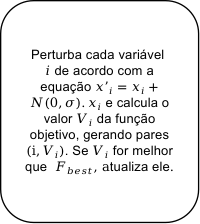 Perturba cada variável
i de acordo com a
equação x′ᵢ = xᵢ +
N(0, σ). xᵢ e calcula o
valor Vᵢ da função
objetivo, gerando pares
(i, Vᵢ). Se Vᵢ for melhor
que F_best, atualiza ele.